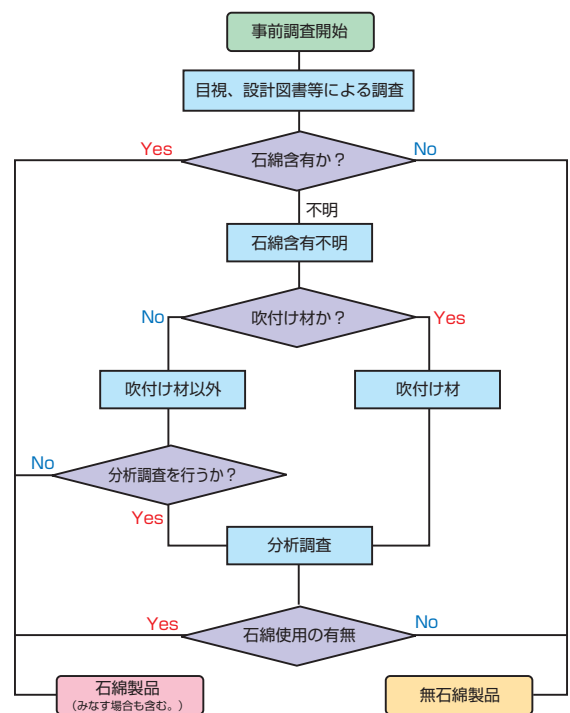 事前調査開始
目視、設計図書等による調査
Yes
石綿含有か？
No
不明
石綿含有不明
No
吹付け材か？
Yes
吹付け材以外
吹付け材
No
分析調査を行うか？
Yes
分析調査
Yes
石綿使用の有無
No
石綿製品
（みなす場合も含む。）
無石綿製品